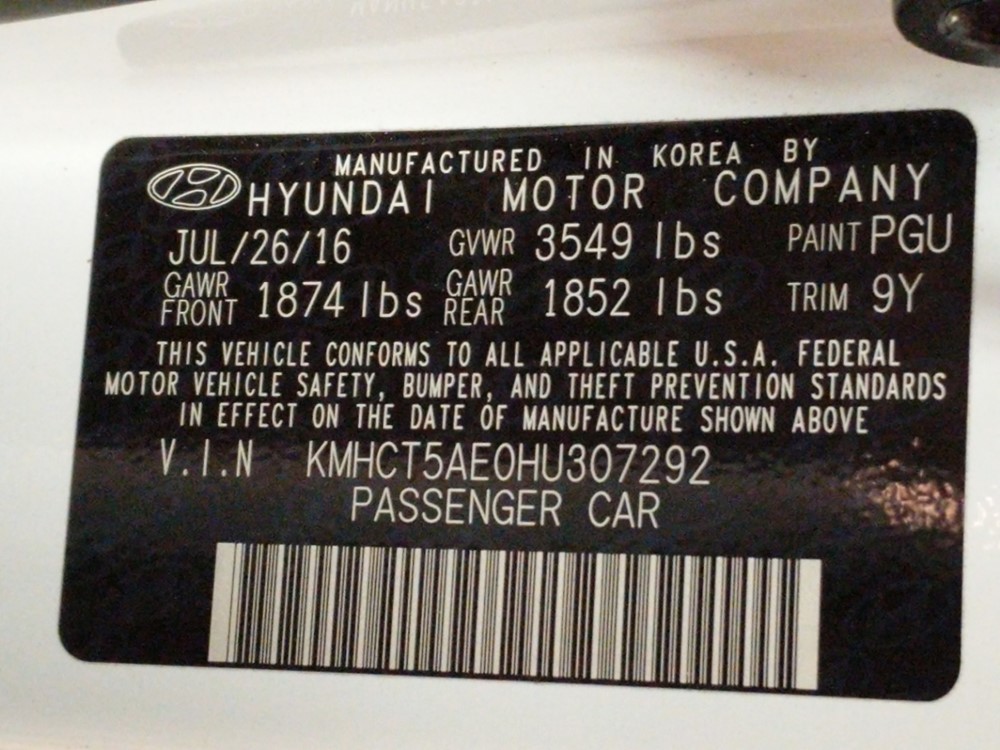 MANUFACTURED IN KOREA BY
HYUNDAI MOTOR COMPANY
JUL/26/16 GVWR 3549 lbs PAINT PGU
GAWR FRONT 1874 lbs GAWR REAR 1852 lbs TRIM 9Y
THIS VEHICLE CONFORMS TO ALL APPLICABLE U.S.A. FEDERAL
MOTOR VEHICLE SAFETY, BUMPER, AND THEFT PREVENTION STANDARDS
IN EFFECT ON THE DATE OF MANUFACTURE SHOWN ABOVE
V.I.N KMHCT5AE0HU307292
PASSENGER CAR